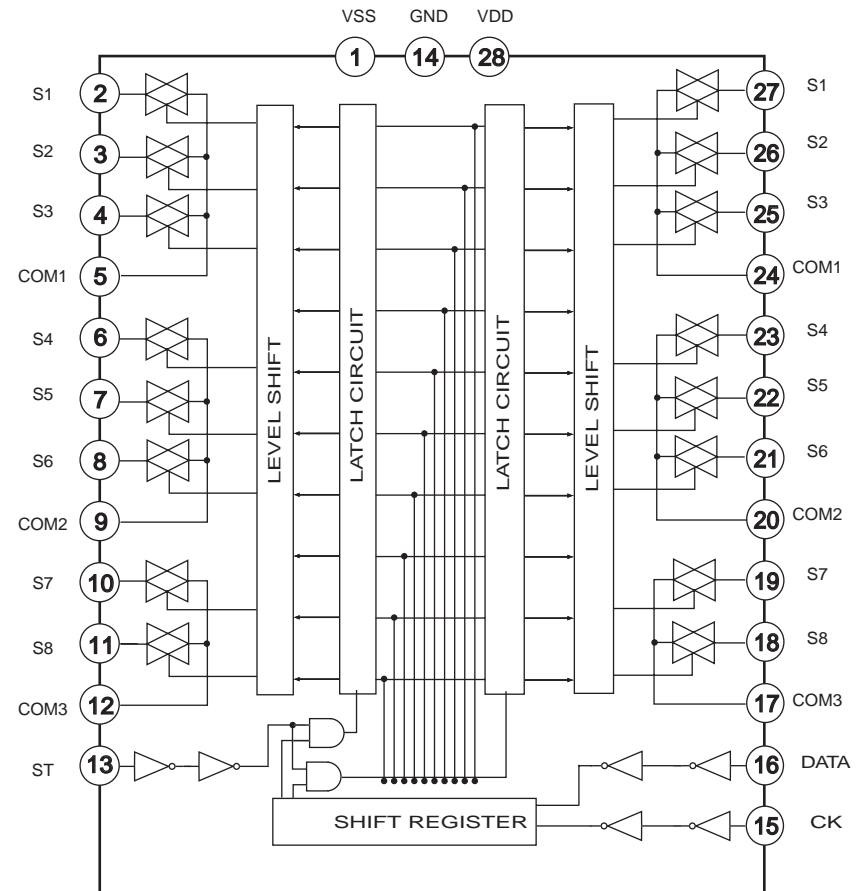 VSS GND VDD
1 14 28
S1 2 27 S1
S2 3 26 S2
S3 4 25 S3
COM1 5 24 COM1
S4 6 23 S4
S5 7 22 S5
S6 8 21 S6
COM2 9 20 COM2
S7 10 19 S7
S8 11 18 S8
COM3 12 17 COM3
LEVEL SHIFT
LATCH CIRCUIT
LATCH CIRCUIT
LEVEL SHIFT
ST 13 16 DATA
SHIFT REGISTER 15 CK